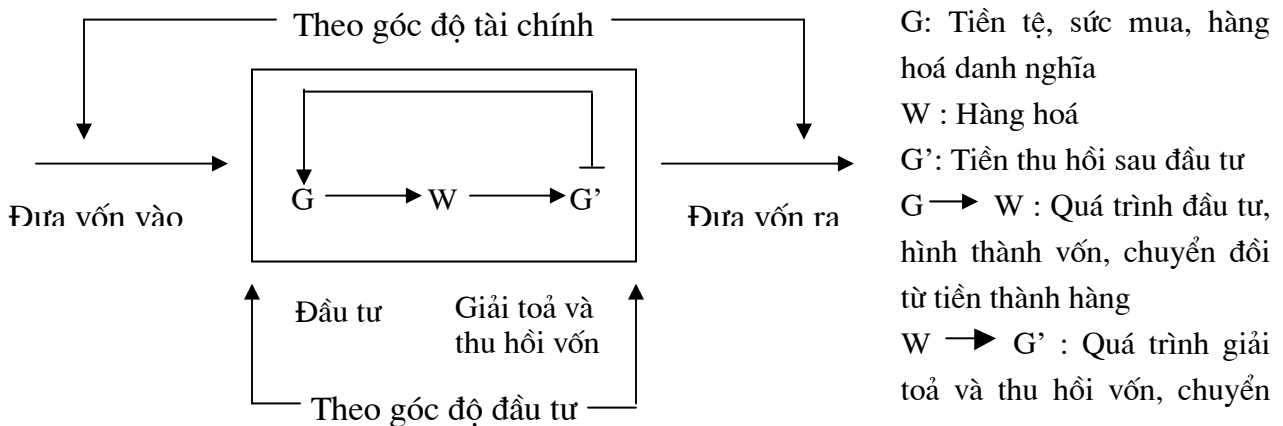 Theo góc độ tài chính
G W G’
Đưa vốn vào
Đưa vốn ra
Đầu tư
Giải toả và
thu hồi vốn
Theo góc độ đầu tư
G: Tiền tệ, sức mua, hàng
hoá danh nghĩa
W : Hàng hoá
G’: Tiền thu hồi sau đầu tư
G W : Quá trình đầu tư,
hình thành vốn, chuyển đồi
từ tiền thành hàng
W G’ : Quá trình giải
toả và thu hồi vốn, chuyển